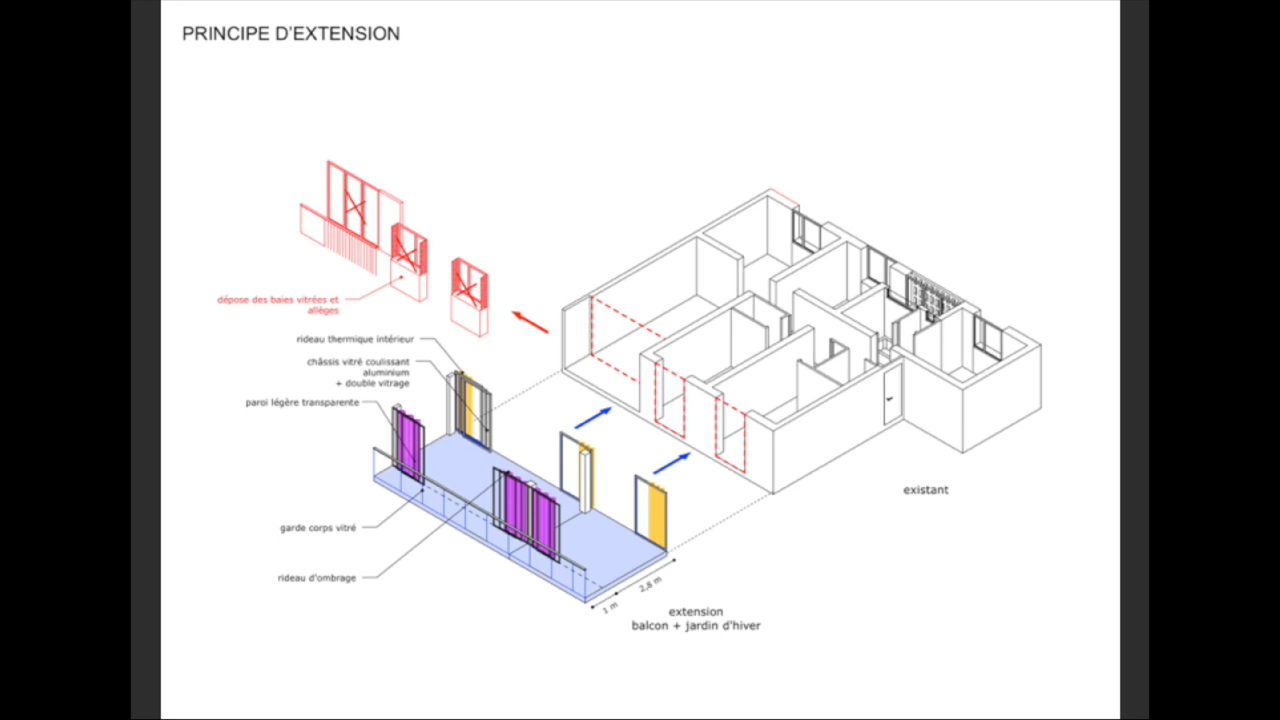 PRINCIPE D'EXTENSION
dépose des baies vitrées et
allèges
rideau thermique intérieur
châssis vitré coulissant
aluminium
+ double vitrage
paroi légère transparente
garde corps vitré
rideau d'ombrage
existant
1 m
2,8 m
extension
balcon + jardin d'hiver